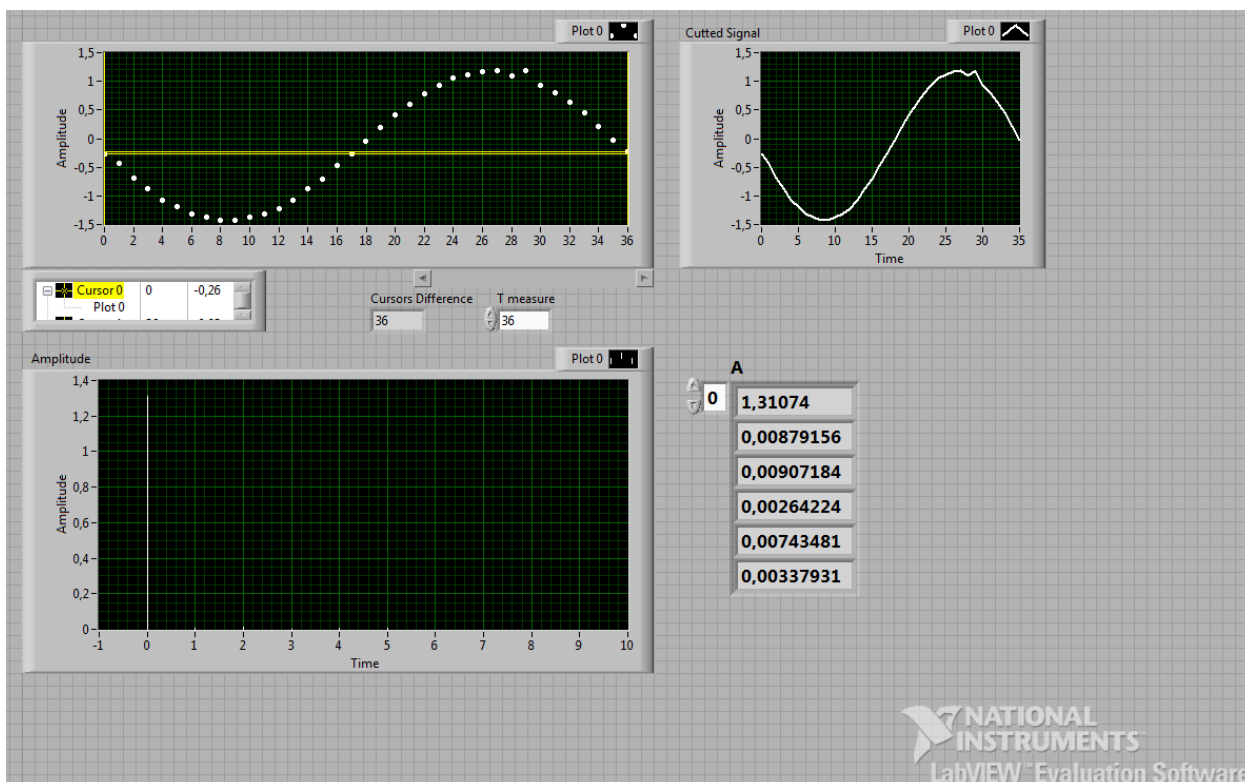 Plot 0
Amplitude
1,5
1
0,5
0
-0,5
-1
-1,5
0 2 4 6 8 10 12 14 16 18 20 22 24 26 28 30 32 34 36
Cutted Signal
Plot 0
Amplitude
1,5
1
0,5
0
-0,5
-1
-1,5
0 5 10 15 20 25 30 35
Time
Cursor 0 0 -0,26
Plot 0
Cursors Difference
36
T measure
36
Amplitude
Plot 0
Amplitude
1,4
1,2
1
0,8
0,6
0,4
0,2
0
-1 0 1 2 3 4 5 6 7 8 9 10
Time
A
0
1,31074
0,00879156
0,00907184
0,00264224
0,00743481
0,00337931
NATIONAL
INSTRUMENTS
LabVIEW™ Evaluation Software